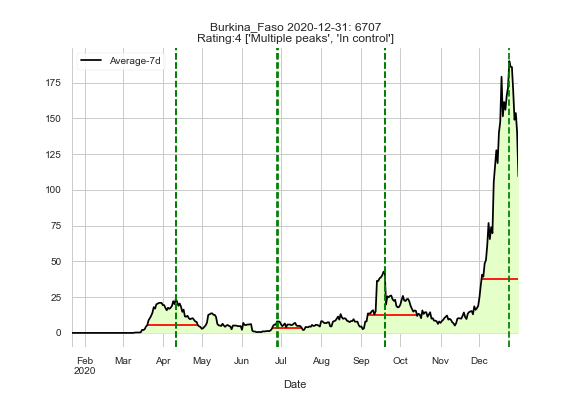 Burkina_Faso 2020-12-31: 6707
Rating:4 ['Multiple peaks', 'In control']
Average-7d
175
150
125
100
75
50
25
0
Feb Mar Apr May Jun Jul Aug Sep Oct Nov Dec
2020
Date